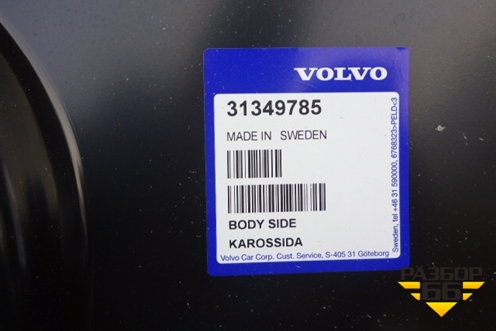 VOLVO
31349785
MADE IN SWEDEN
BODY SIDE
KAROSSIDA
Volvo Car Corp. Cust. Service, S-405 31 Göteborg
Sweden, tel +46 31 590000, 6768323>PELD<3
РАЗБОР
66